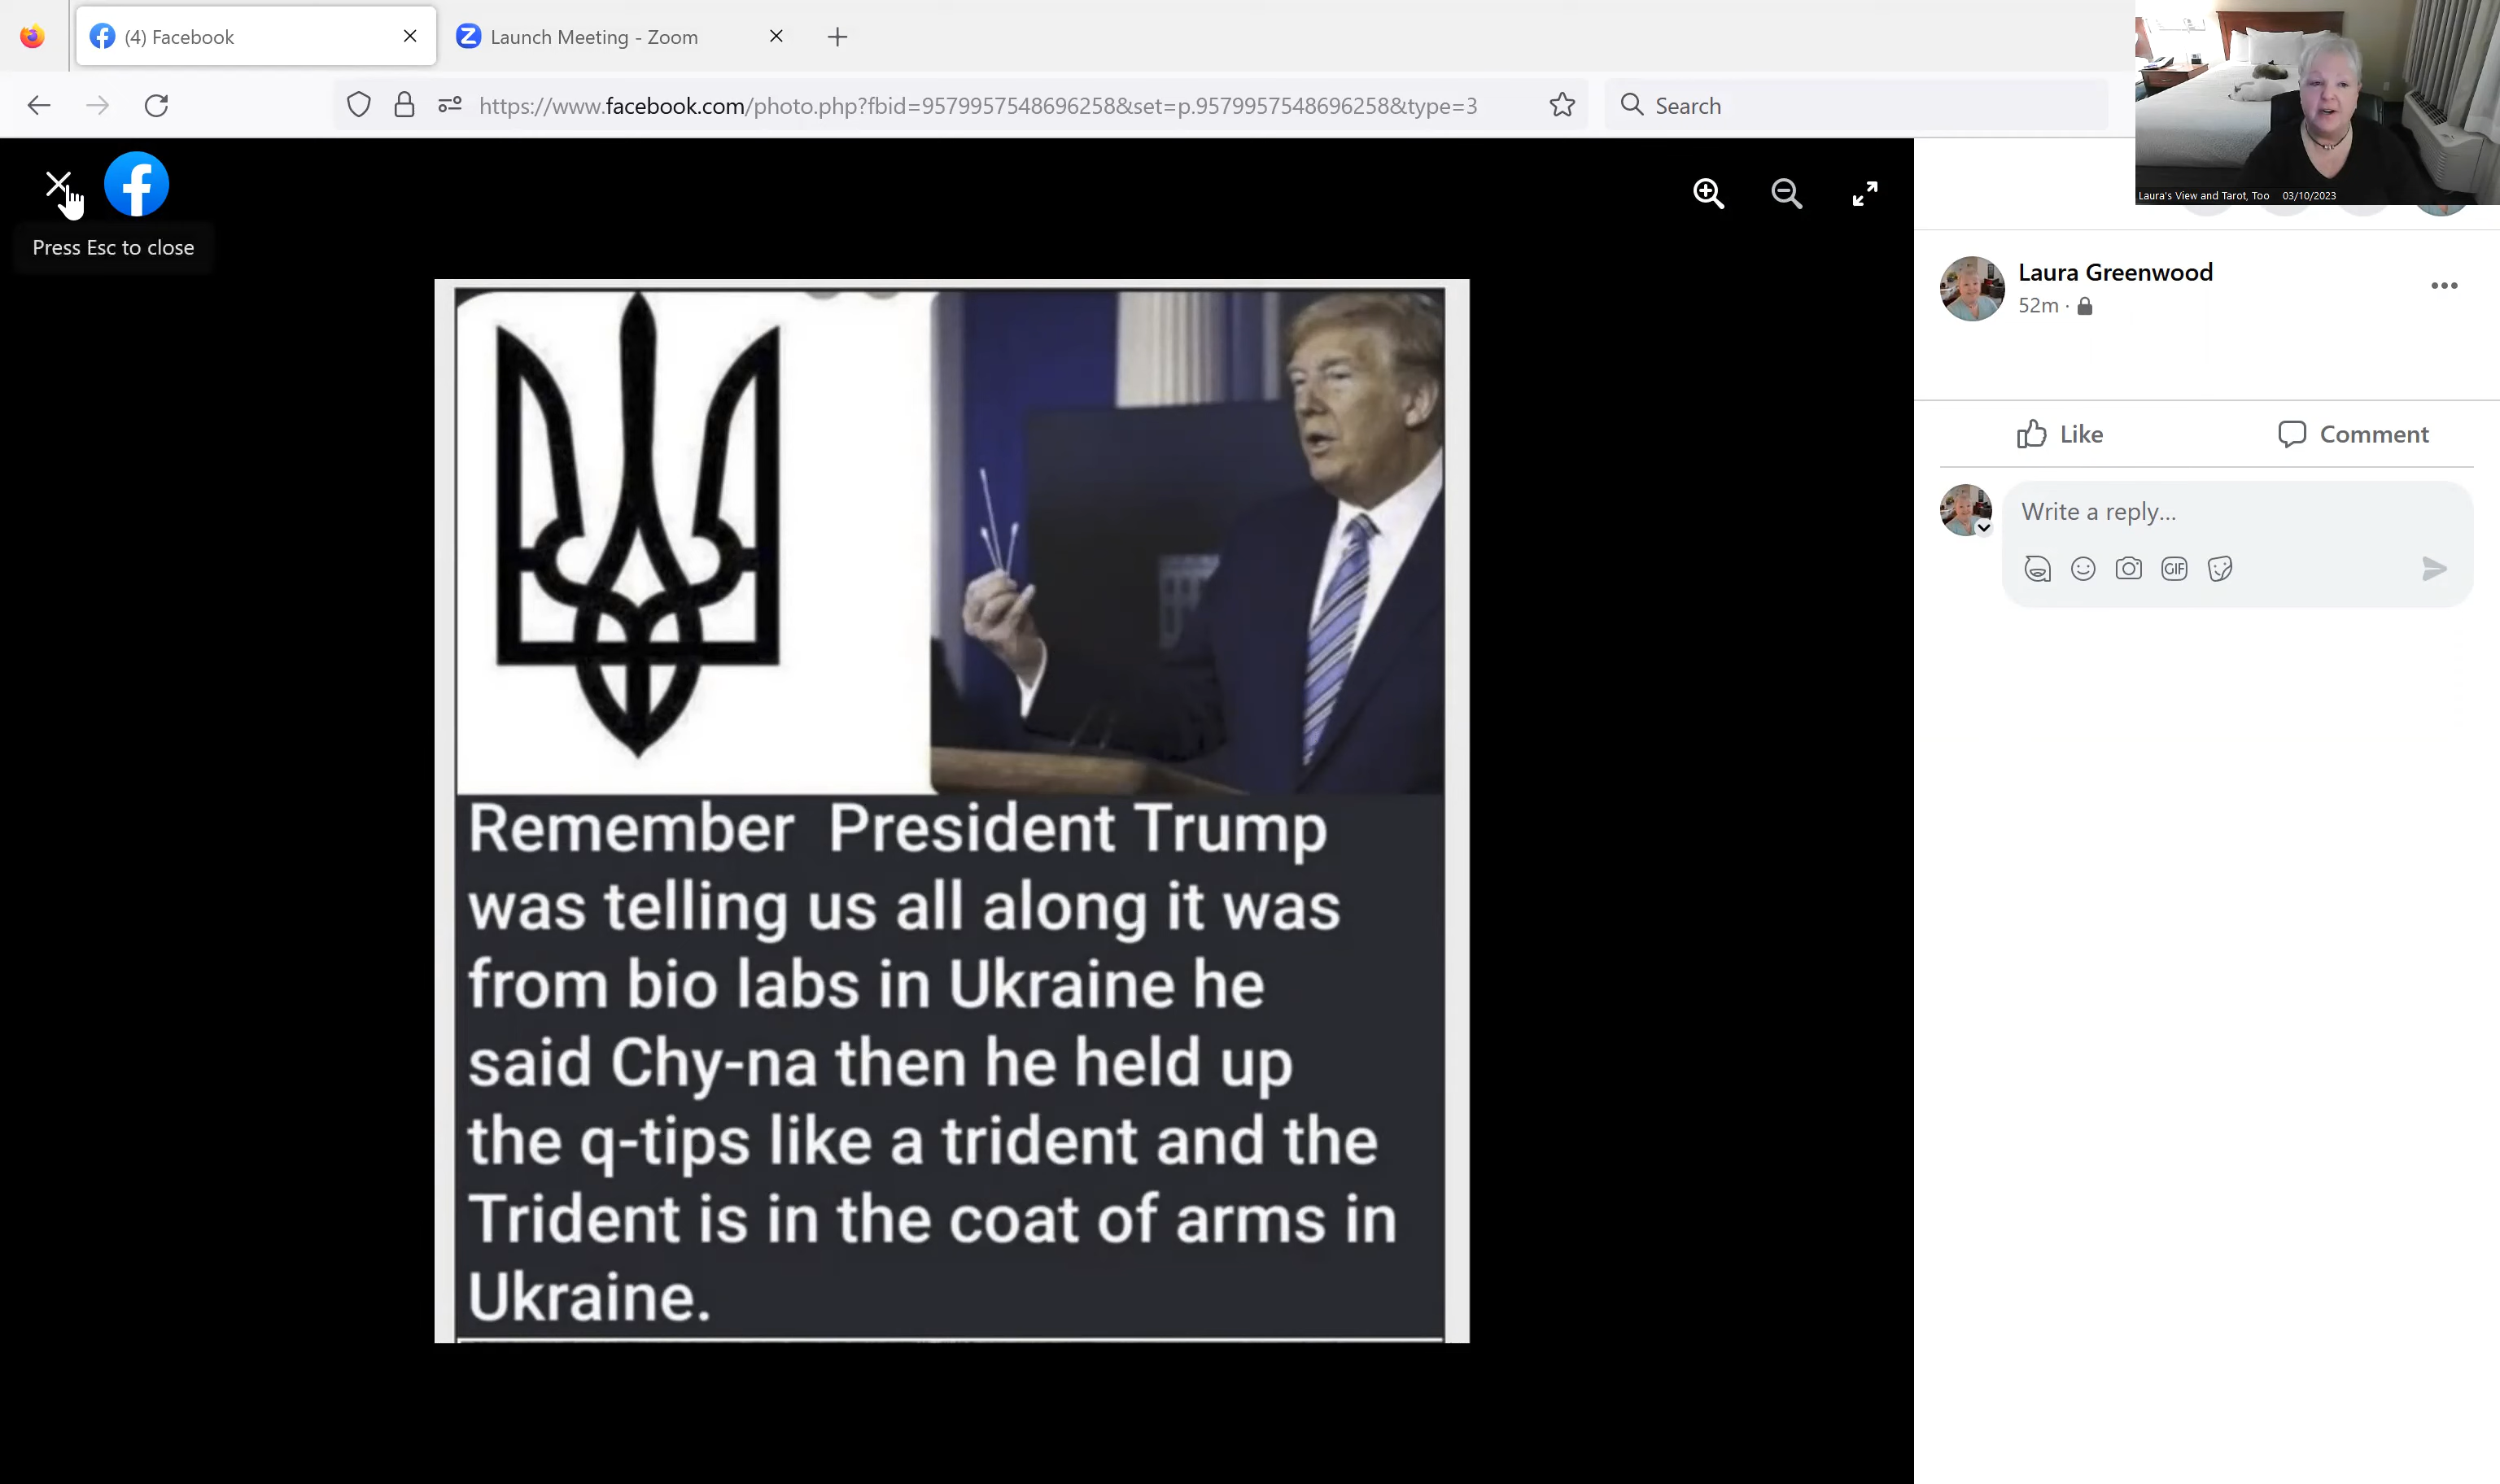 (4) Facebook
Launch Meeting - Zoom
https://www.facebook.com/photo.php?fbid=9579957548696258&set=p.9579957548696258&type=3
Search
Laura's View and Tarot, Too 03/10/2023
Press Esc to close
Laura Greenwood
52m ·
Like
Comment
Write a reply...
GIF
Remember President Trump
was telling us all along it was
from bio labs in Ukraine he
said Chy-na then he held up
the q-tips like a trident and the
Trident is in the coat of arms in
Ukraine.